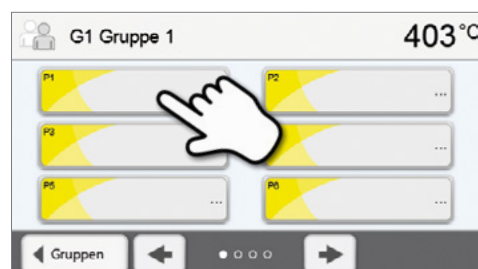 G1 Gruppe 1 403°C
P1 P2 ...
P3 ...
P5 ... P6 ...
Gruppen